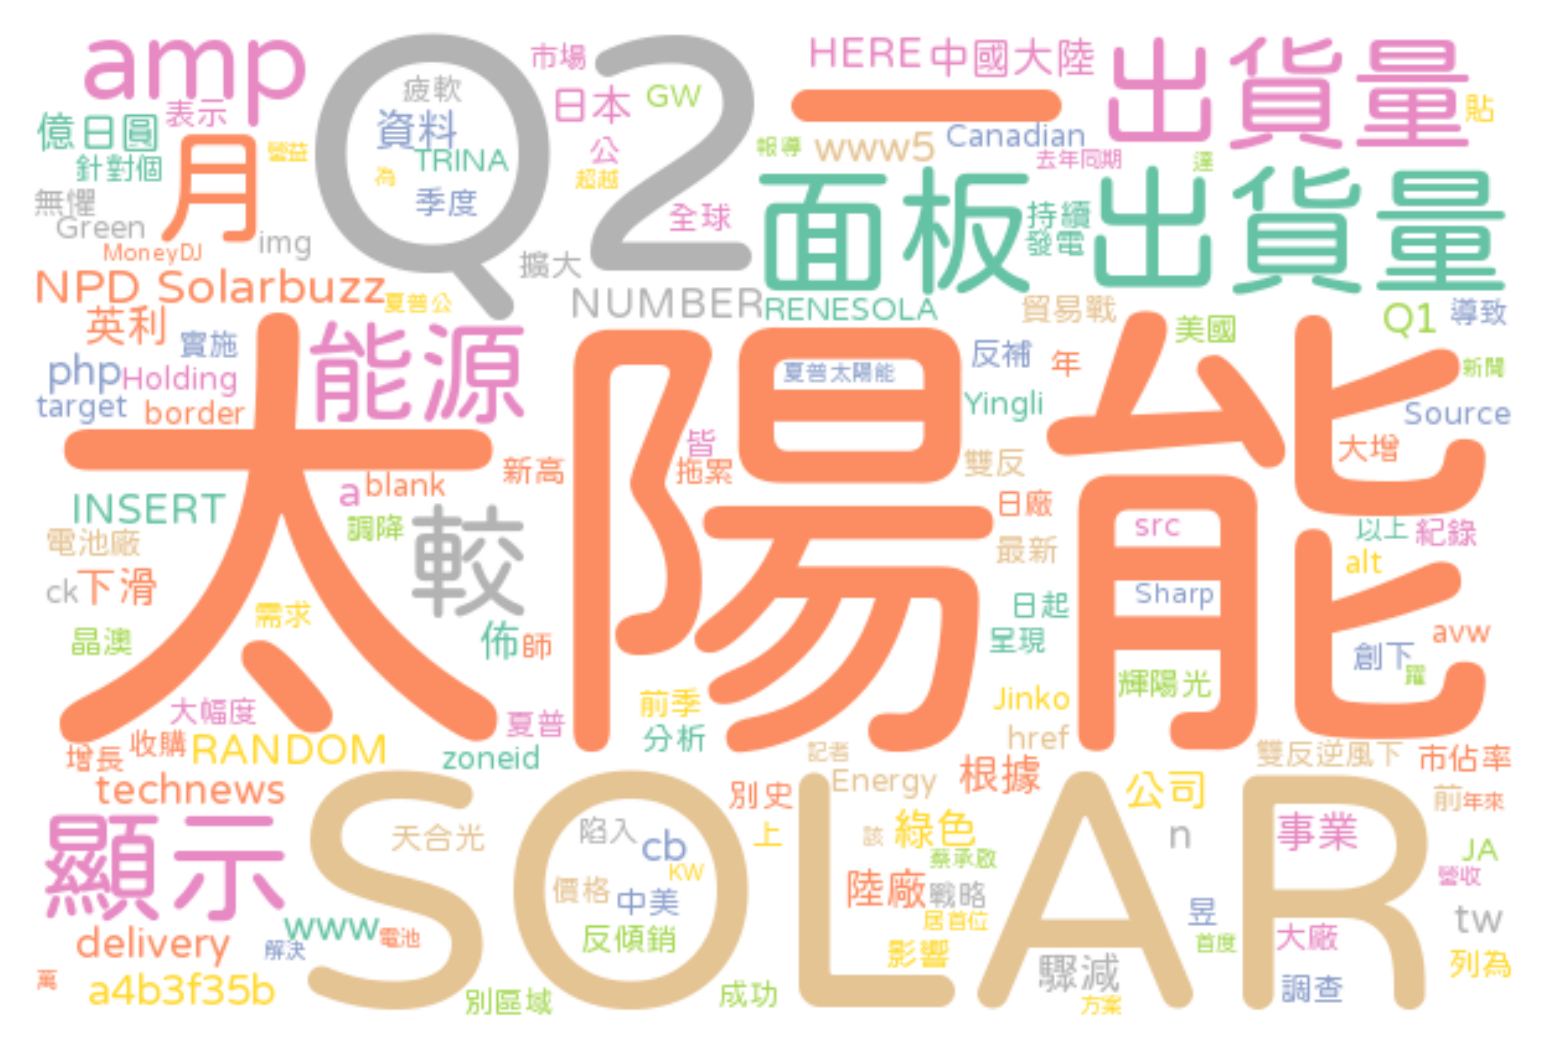 amp
Q2
市場
HERE
中國大陸
出貨量
疲軟
日本
GW
一
貼
表示
億日圓
資料
公
www5
Canadian
月
營益
TRINA
報導
去年同期
達
針對個
為
超越
面板
出貨量
無懼
季度
全球
持續
Green
img
發電
MoneyDJ
擴大
NPD Solarbuzz
夏普公
NUMBER
RENESOLA
貿易戰
Q1
導致
英利
能源
美國
實施
反補
年
新聞
php
Holding
夏普太陽能
target
border
Yingli
Source
太陽能
皆
大增
新高
拖累
雙反
a
blank
日廠
INSERT
較
src
以上
紀錄
調降
電池廠
最新
alt
ck
下滑
Sharp
需求
日起
晶澳
佈
師
呈現
avw
創下
躍
輝陽光
大幅度
夏普
前季
Jinko
增長
收購
RANDOM
分析
href
zoneid
記者
雙反逆風下
市佔率
technews
Energy
根據
公司
別史
前
年來
SOLAR
顯示
天合光
陷入
cb
上
該
綠色
n
事業
JA
蔡承啟
KW
價格
中美
陸廠
戰略
營收
居首位
昱
tw
www
電池
delivery
解決
反傾銷
影響
首度
大廠
萬
a4b3f35b
驟減
列為
別區域
成功
方案
調查